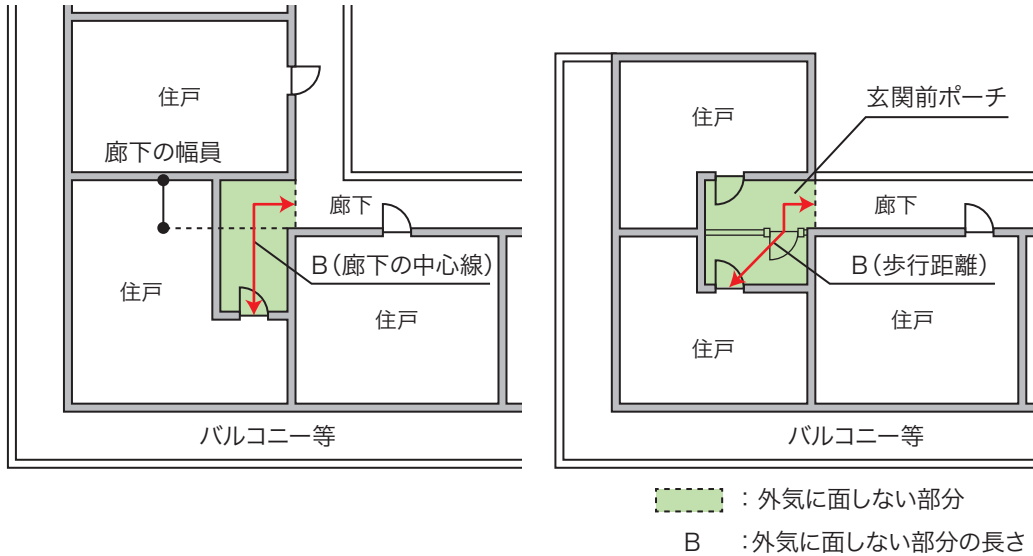 住戸
廊下の幅員
廊下
B(廊下の中心線)
住戸
住戸
バルコニー等
玄関前ポーチ
住戸
廊下
B(歩行距離)
住戸
住戸
バルコニー等
:外気に面しない部分
B :外気に面しない部分の長さ